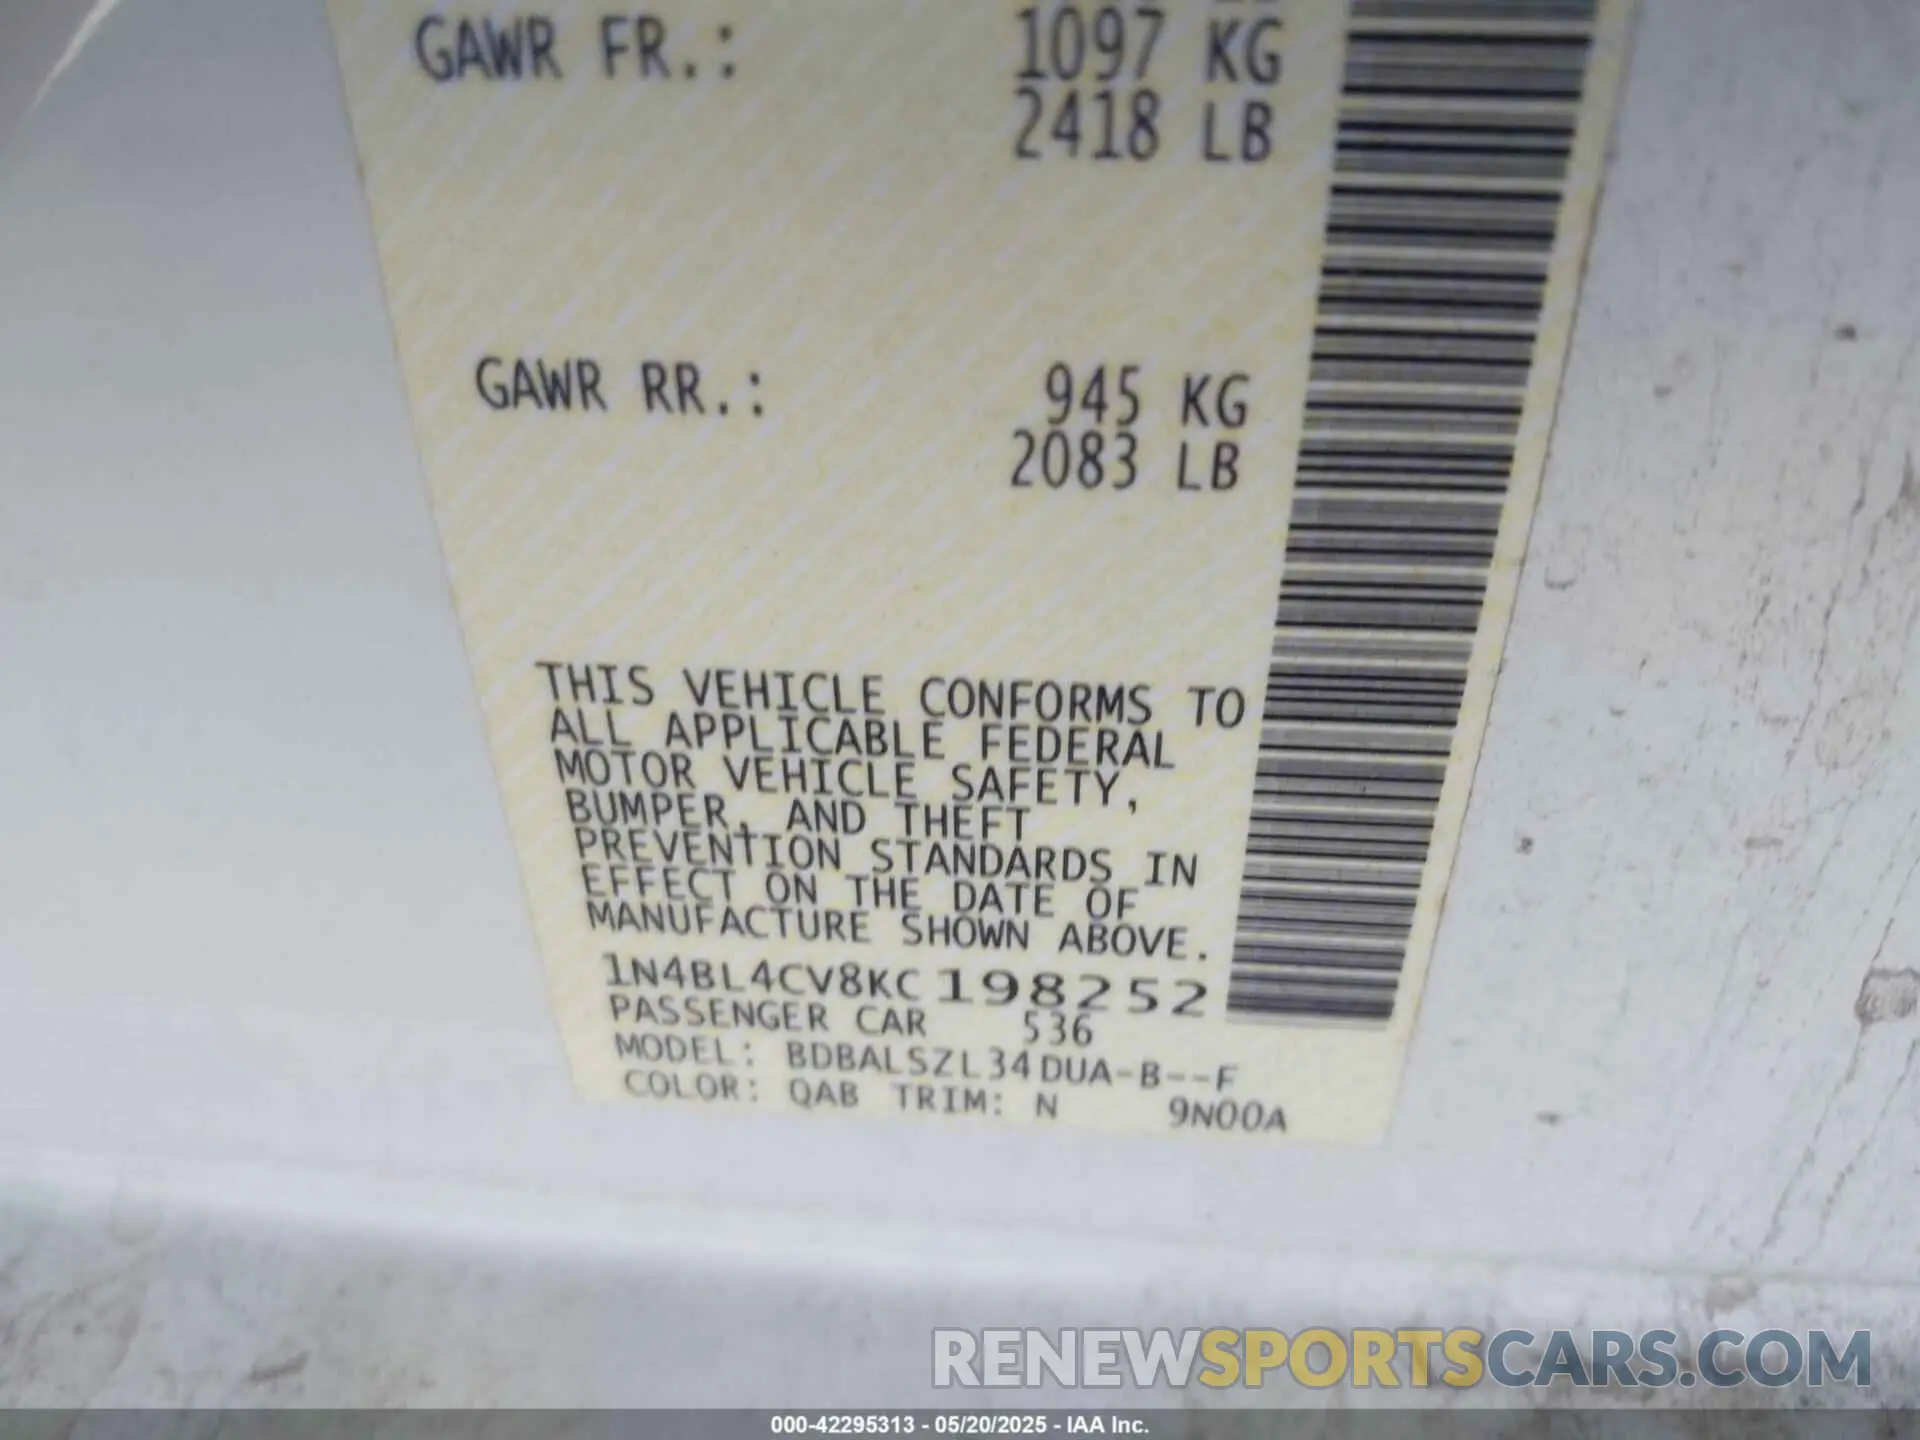 GAWR FR.: 1097 KG
2418 LB
GAWR RR.: 945 KG
2083 LB
THIS VEHICLE CONFORMS TO
ALL APPLICABLE FEDERAL
MOTOR VEHICLE SAFETY,
BUMPER, AND THEFT
PREVENTION STANDARDS IN
EFFECT ON THE DATE OF
MANUFACTURE SHOWN ABOVE.
1N4BL4CV8KC198252
PASSENGER CAR 536
MODEL: BDBALSZL34DUA-B--F
COLOR: QAB TRIM: N 9N00A
RENEWSPORTSCARS.COM
000-42295313 - 05/20/2025 - IAA Inc.